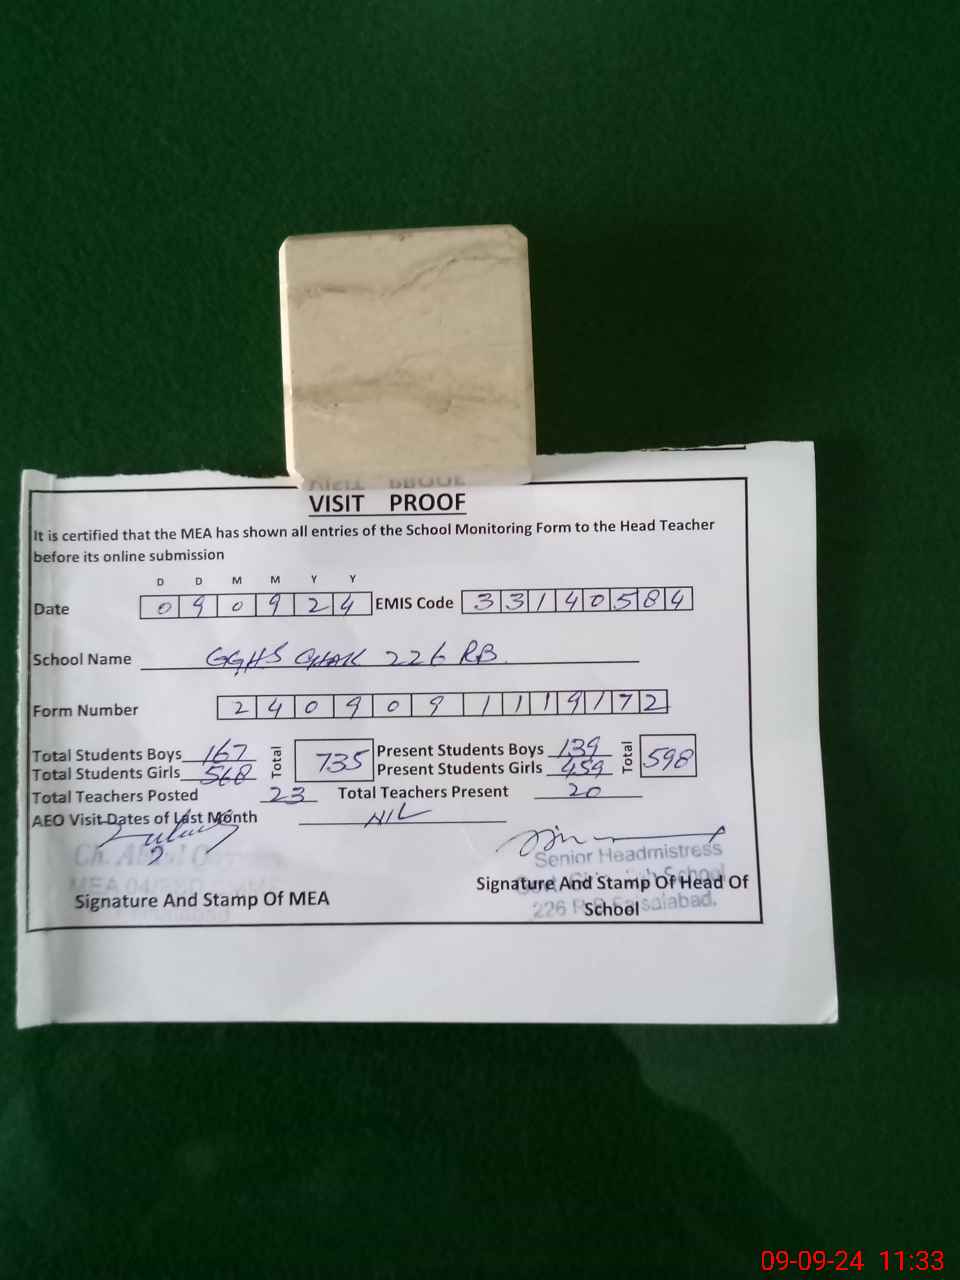 VISIT PROOF
It is certified that the MEA has shown all entries of the School Monitoring Form to the Head Teacher
before its online submission
D D M M Y Y
Date 0 9 0 9 2 4 EMIS Code 3 3 1 4 0 5 8 4
School Name GGHS CHAK 226 RB
Form Number 2 4 0 9 0 9 1 1 1 9 1 7 2
Total Students Boys 167 Total 735 Present Students Boys 139 Total 598
Total Students Girls 568 Present Students Girls 459
Total Teachers Posted 23 Total Teachers Present 20
AEO Visit Dates of Last Month NIL
Senior Headmistress
Signature And Stamp Of MEA
Signature And Stamp Of Head Of
School
226 Faisalabad.
09-09-24 11:33